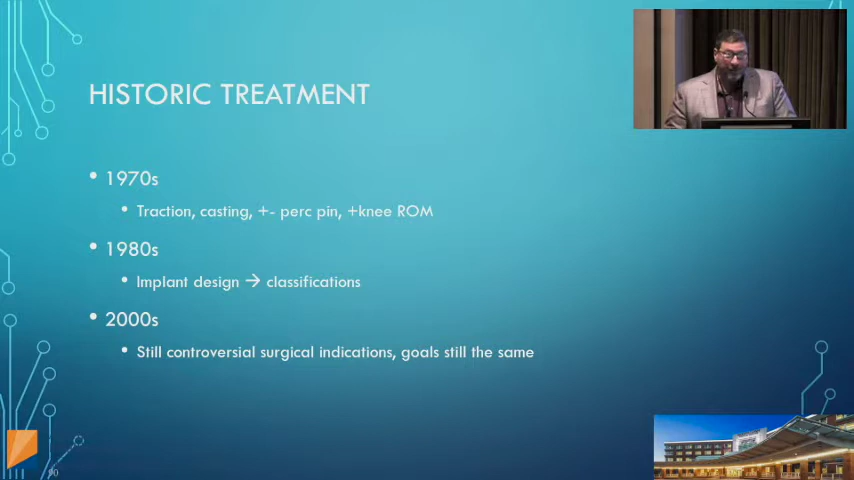 HISTORIC TREATMENT
• 1970s
• Traction, casting, +- perc pin, +knee ROM
• 1980s
• Implant design → classifications
• 2000s
• Still controversial surgical indications, goals still the same
90